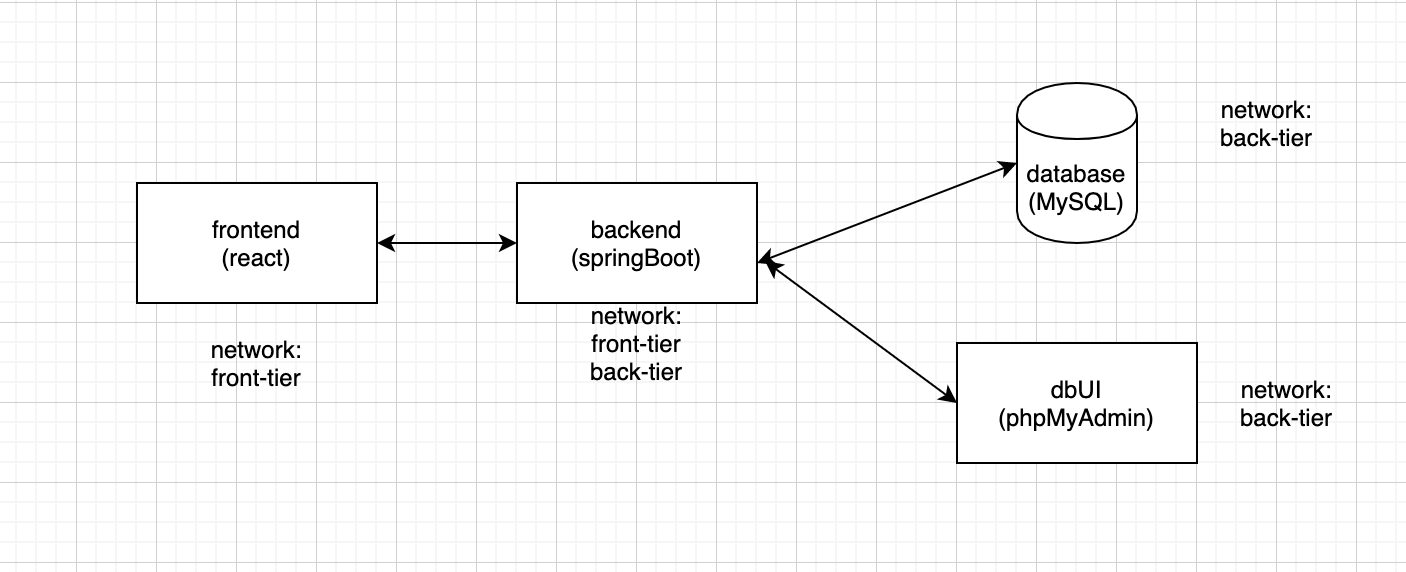 frontend
(react)
network:
front-tier
backend
(springBoot)
network:
front-tier
back-tier
database
(MySQL)
network:
back-tier
dbUI
(phpMyAdmin)
network:
back-tier